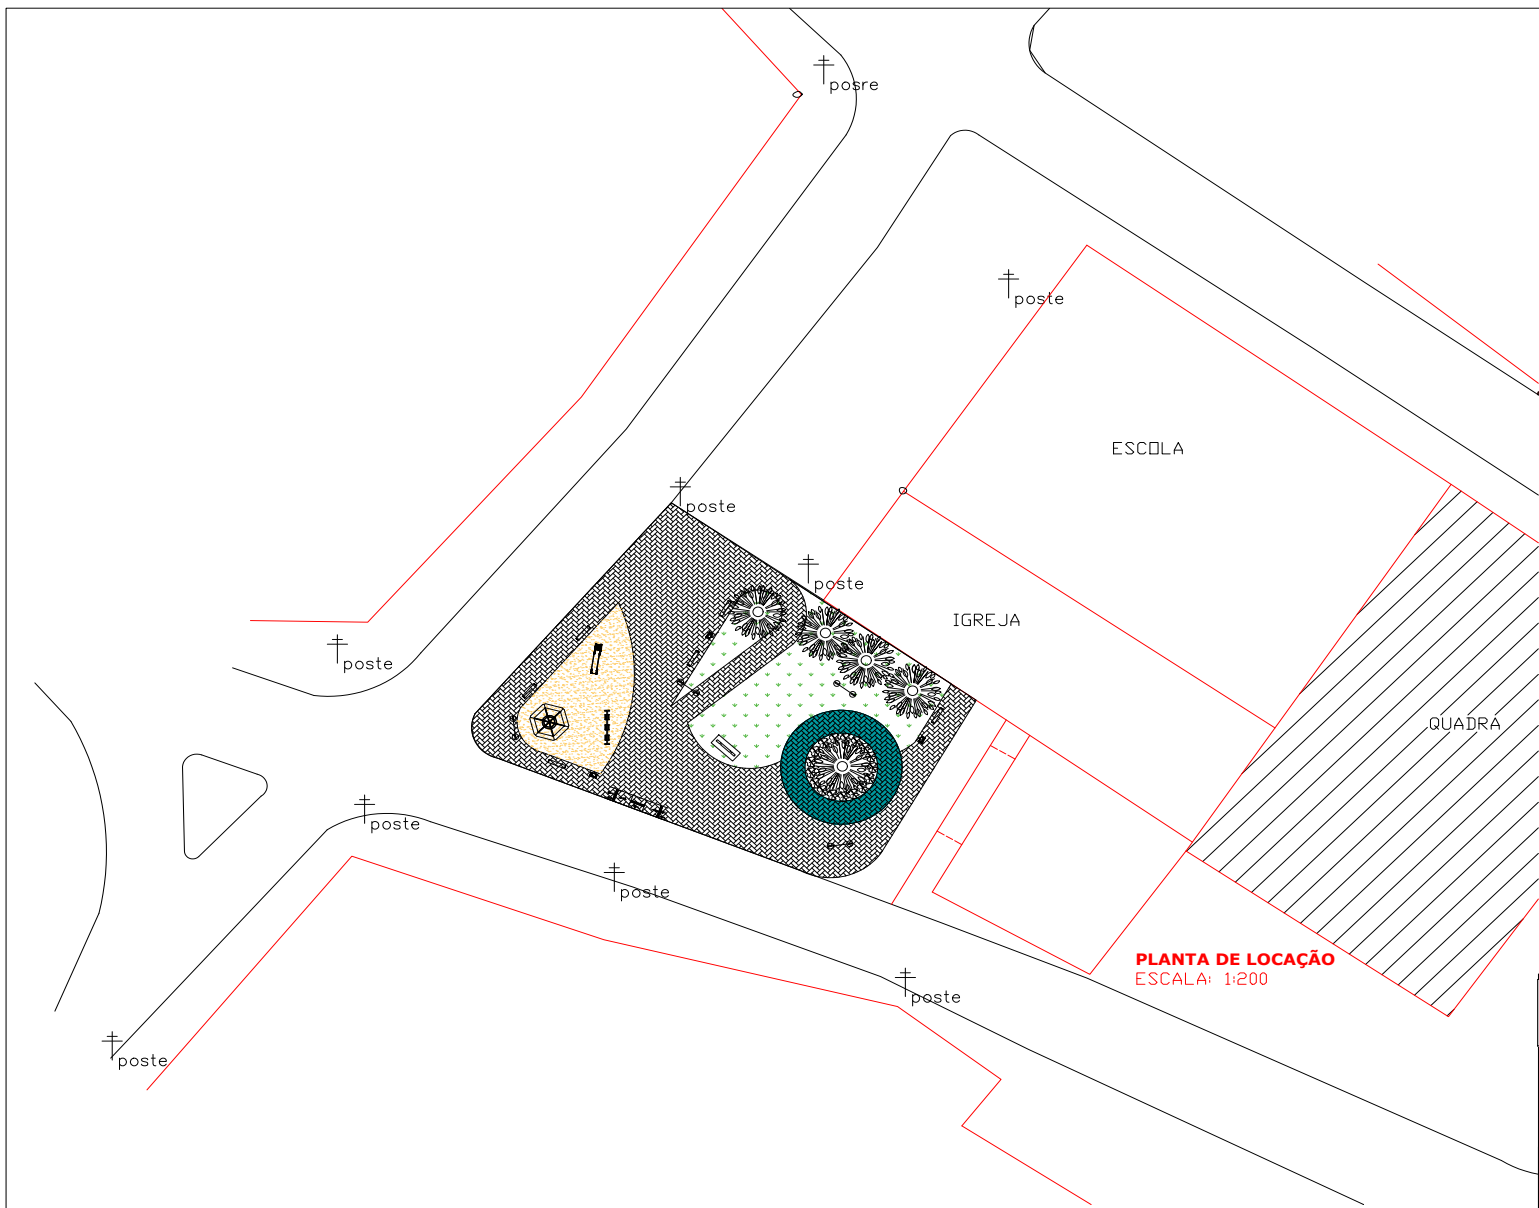 posre
poste
ESCOLA
poste
poste
IGREJA
poste
QUADRA
poste
poste
PLANTA DE LOCAÇÃO
ESCALA: 1:200
poste
poste